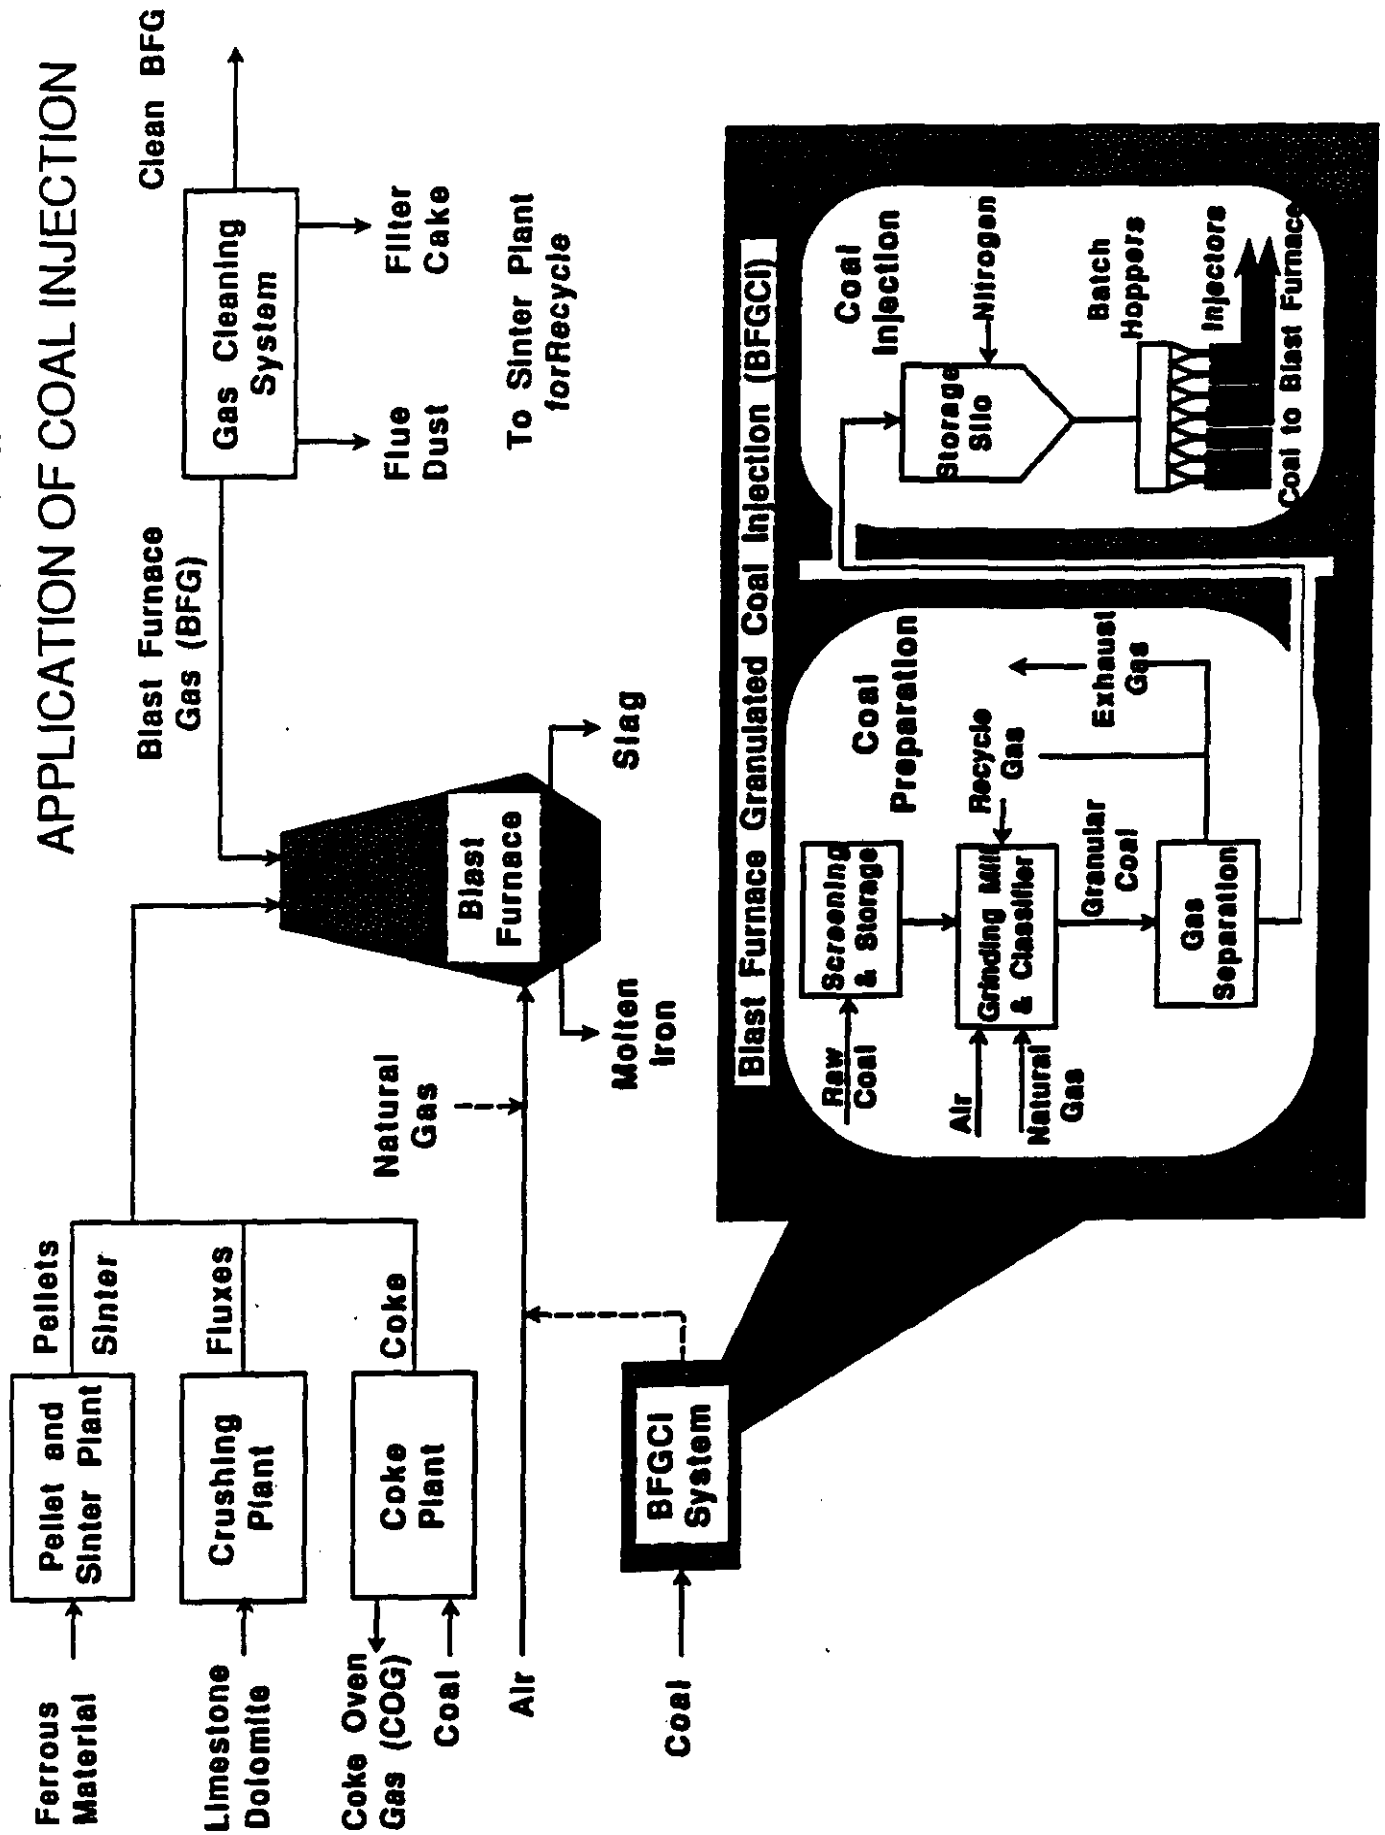 APPLICATION OF COAL INJECTION
Ferrous
Material
Pellet and
Sinter Plant
Pellets
Sinter
Limestone
Dolomite
Crushing
Plant
Fluxes
Coke Oven
Gas (COG)
Coal
Coke
Plant
Coke
Air
Natural
Gas
Coal
BFGCI
System
Blast
Furnace
Molten
Iron
Slag
Blast Furnace
Gas (BFG)
Gas Cleaning
System
Clean BFG
Flue
Dust
Filter
Cake
To Sinter Plant
forRecycle
Blast Furnace Granulated Coal Injection (BFGCI)
Coal
Preparation
Raw
Coal
Screening
& Storage
Air
Natural
Gas
Grinding Mill
& Classifier
Recycle
Gas
Granular
Coal
Exhaust
Gas
Gas
Separation
Coal
Injection
Storage
Silo
Nitrogen
Batch
Hoppers
Injectors
Coal to Blast Furnace